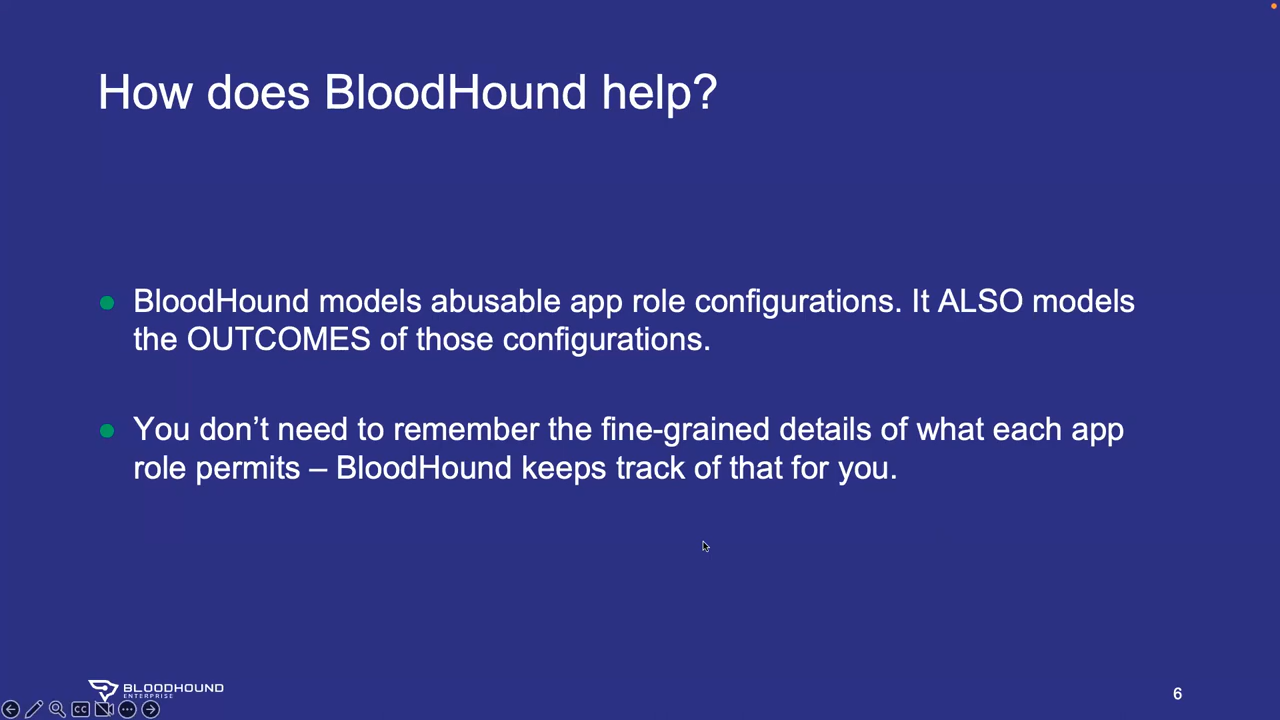 How does BloodHound help?
BloodHound models abusable app role configurations. It ALSO models
the OUTCOMES of those configurations.
You don’t need to remember the fine-grained details of what each app
role permits – BloodHound keeps track of that for you.
BLOODHOUND
ENTERPRISE
CC
6